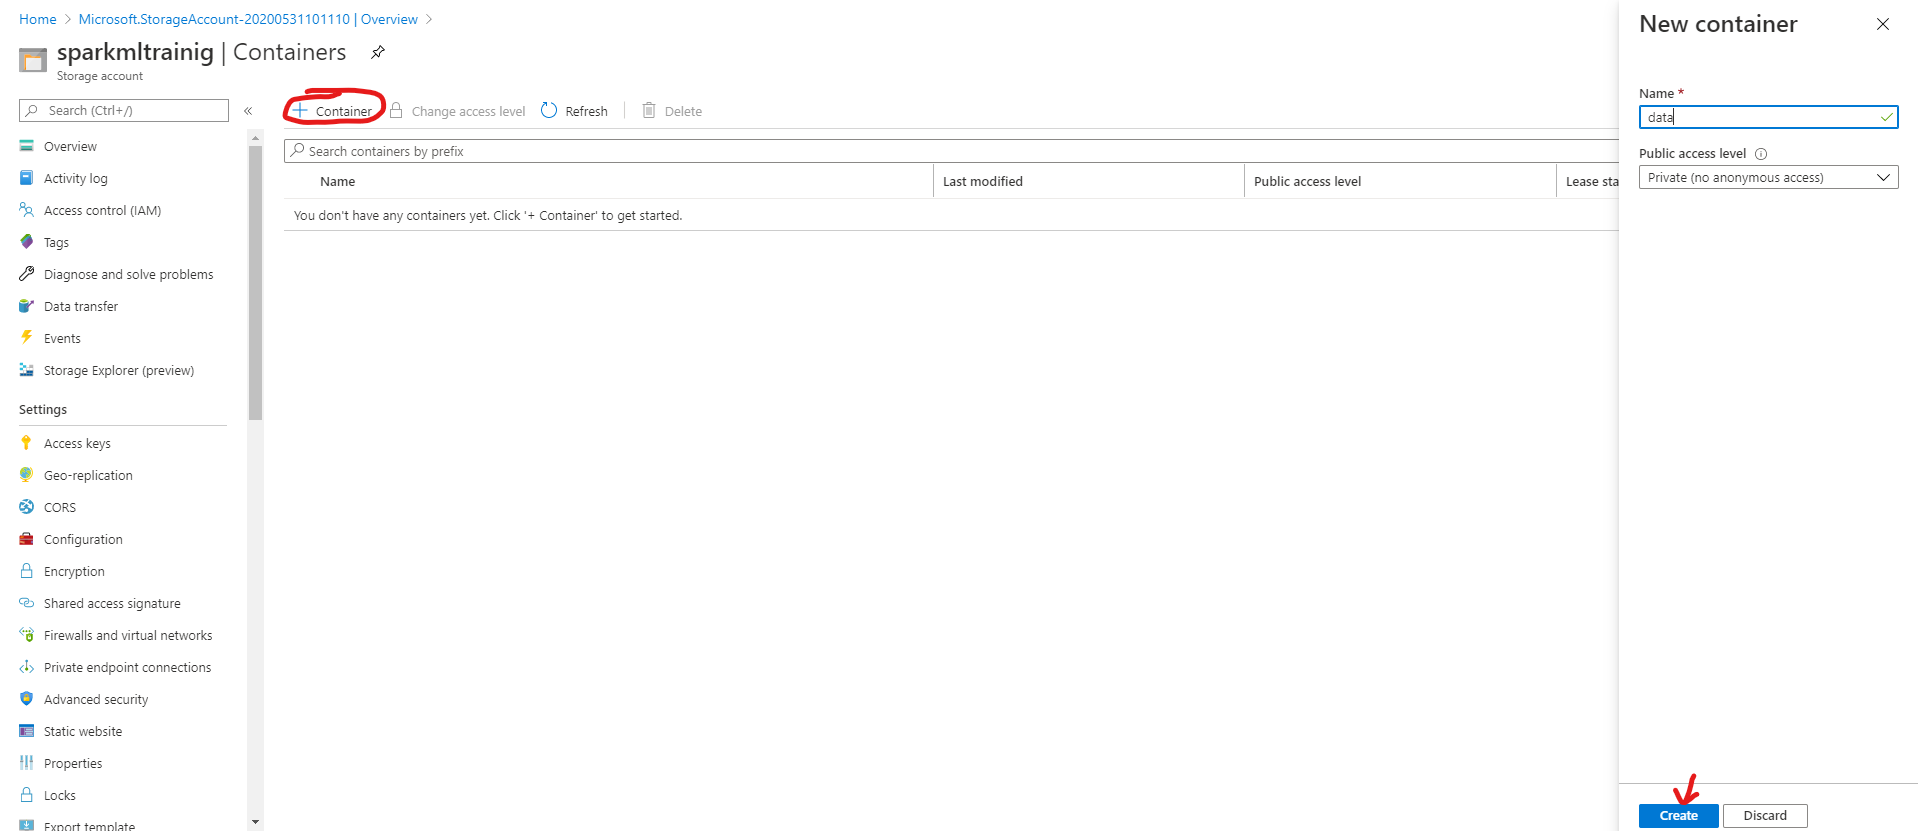 Home > Microsoft.StorageAccount-20200531101110 | Overview >
sparkmltrainig | Containers
Storage account
Search (Ctrl+/)
«
Overview
Activity log
Access control (IAM)
Tags
Diagnose and solve problems
Data transfer
Events
Storage Explorer (preview)
Settings
Access keys
Geo-replication
CORS
Configuration
Encryption
Shared access signature
Firewalls and virtual networks
Private endpoint connections
Advanced security
Static website
Properties
Locks
Export template
+ Container Change access level Refresh | Delete
Search containers by prefix
Name Last modified Public access level Lease sta
You don't have any containers yet. Click '+ Container' to get started.
New container
Name *
data
Public access level
Private (no anonymous access)
Create Discard